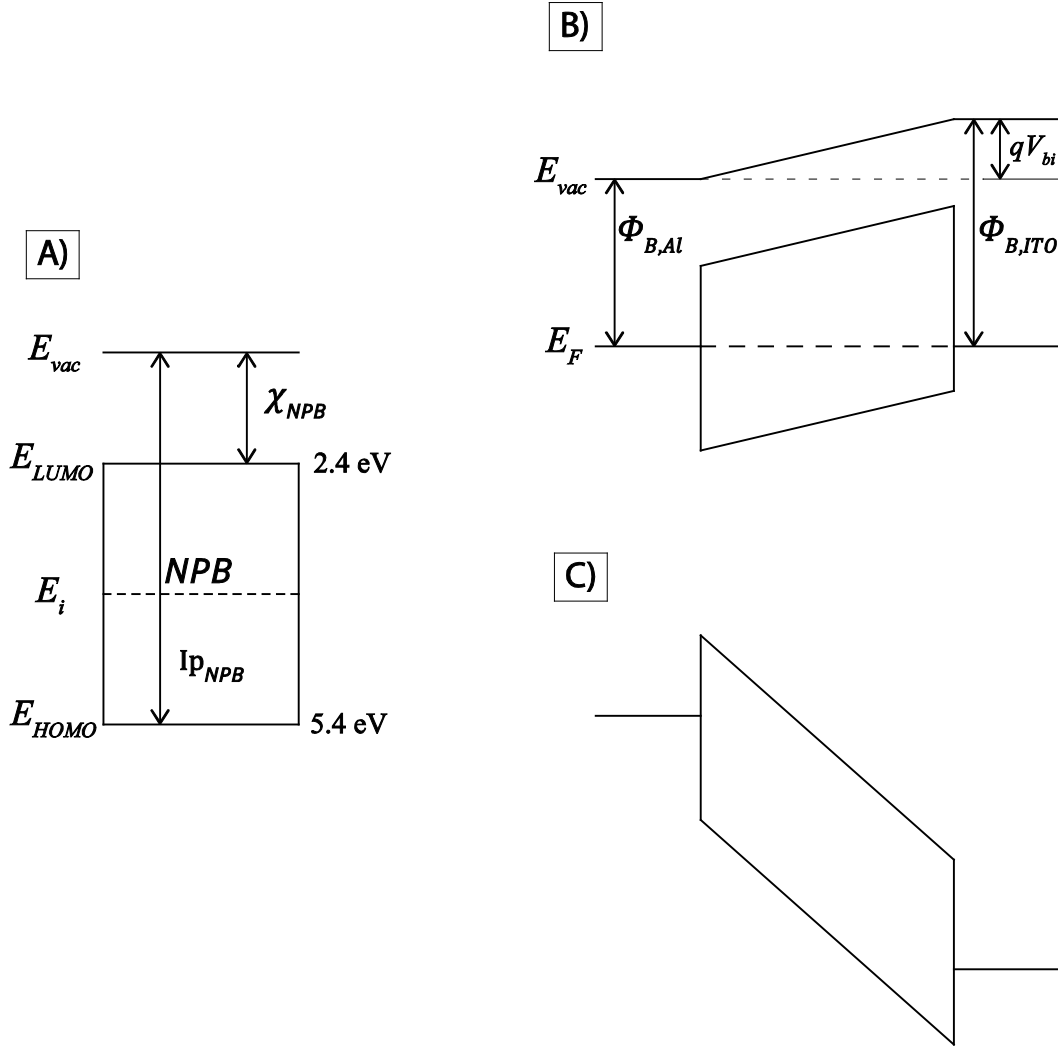 A)
E_vac
χ_NPB
E_LUMO 2.4 eV
NPB
E_i
Ip_NPB
E_HOMO 5.4 eV
B)
qV_bi
E_vac
Φ_B,Al
Φ_B,ITO
E_F
C)